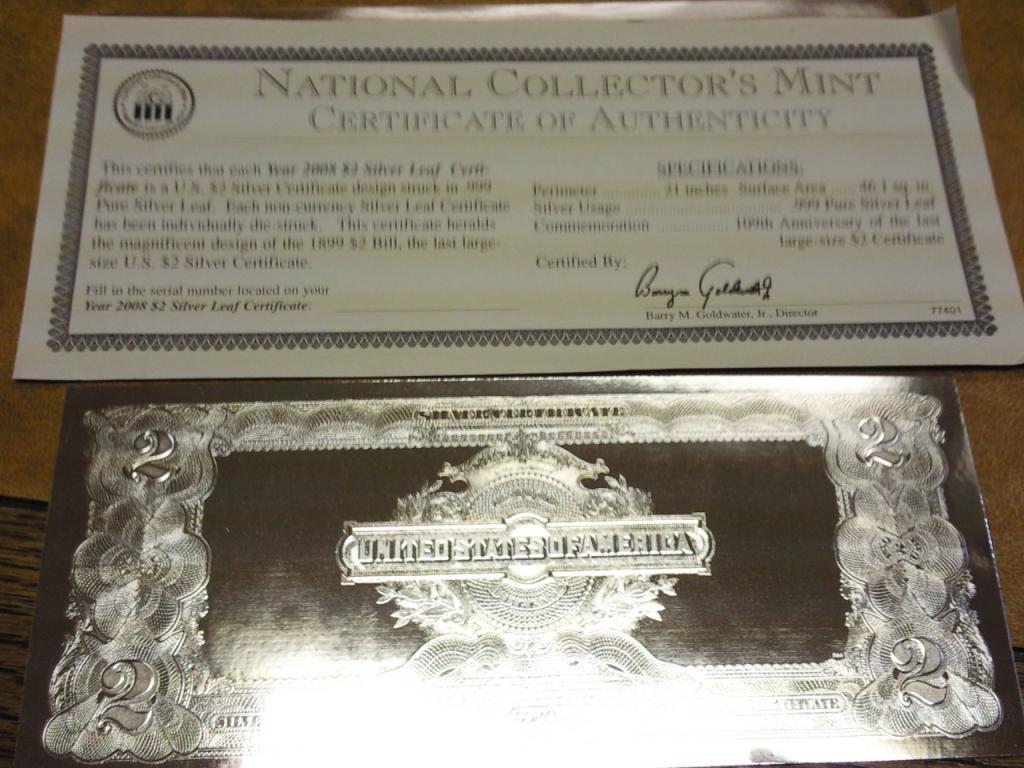 NATIONAL COLLECTOR'S MINT
CERTIFICATE OF AUTHENTICITY
This certifies that each Year 2008 $2 Silver Leaf Certi-
ficate is a U.S. $2 Silver Certificate design struck in .999
Pure Silver Leaf. Each non-currency Silver Leaf Certificate
has been individually die-struck. This certificate heralds
the magnificent design of the 1899 $2 Bill, the last large-
size U.S. $2 Silver Certificate.
Fill in the serial number located on your
Year 2008 $2 Silver Leaf Certificate:
SPECIFICATIONS:
Perimeter ............ 21 inches Surface Area ...... 46.1 sq. in.
Silver Usage ........................ .999 Pure Silver Leaf
Commemoration ............ 109th Anniversary of the last
large-size $2 Certificate
Certified By:
Barry M. Goldwater, Jr., Director
77401
SILVER CERTIFICATE
2
2
UNITED STATES OF AMERICA
2
2
COPY